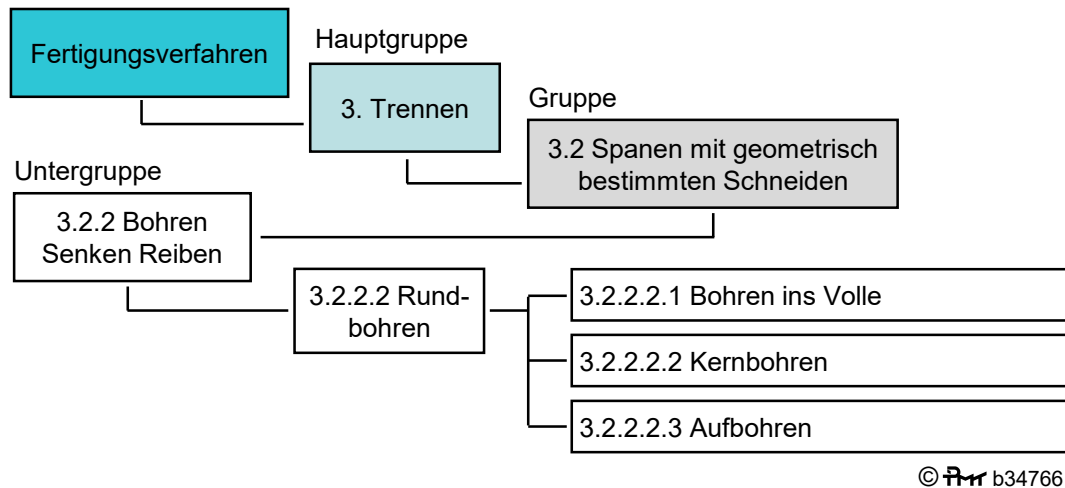 Fertigungsverfahren
Hauptgruppe
3. Trennen
Gruppe
3.2 Spanen mit geometrisch
bestimmten Schneiden
Untergruppe
3.2.2 Bohren
Senken Reiben
3.2.2.2 Rund-
bohren
3.2.2.2.1 Bohren ins Volle
3.2.2.2.2 Kernbohren
3.2.2.2.3 Aufbohren
© b34766